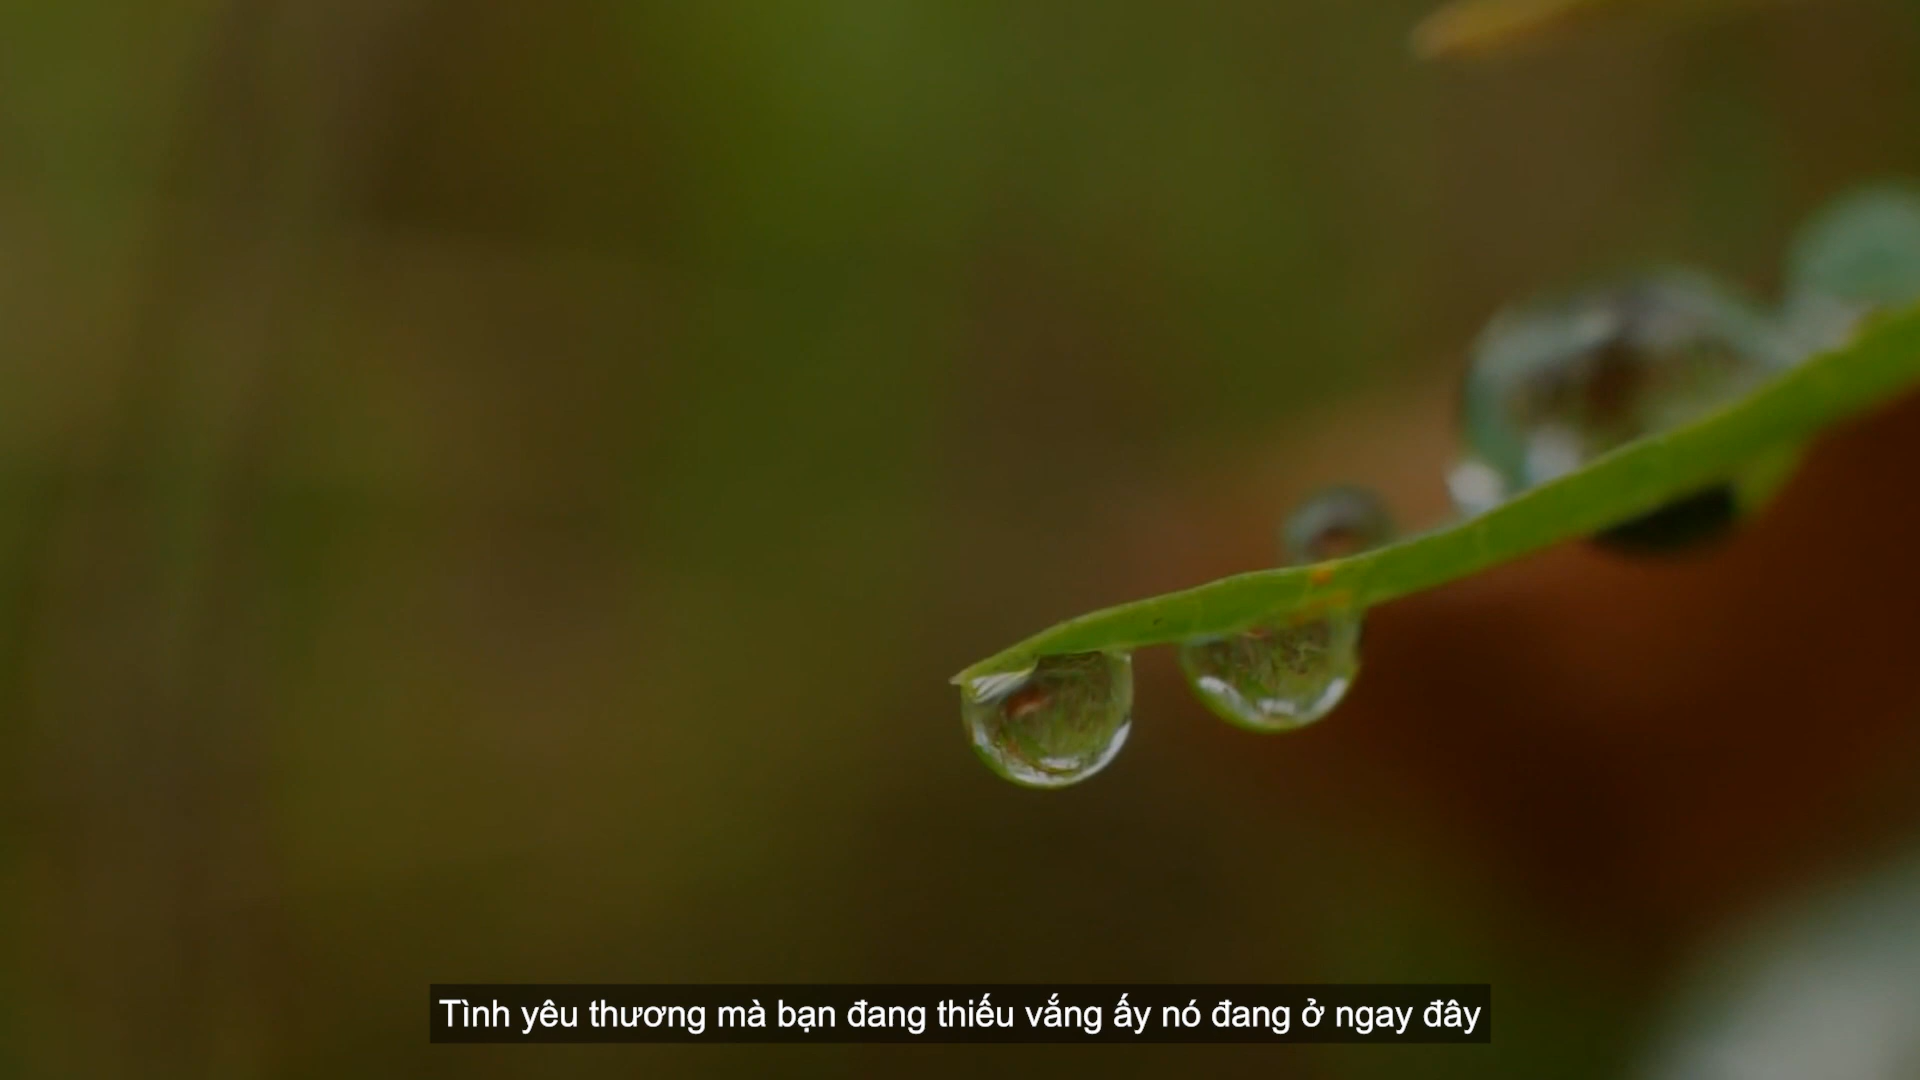 Tình yêu thương mà bạn đang thiếu vắng ấy nó đang ở ngay đây